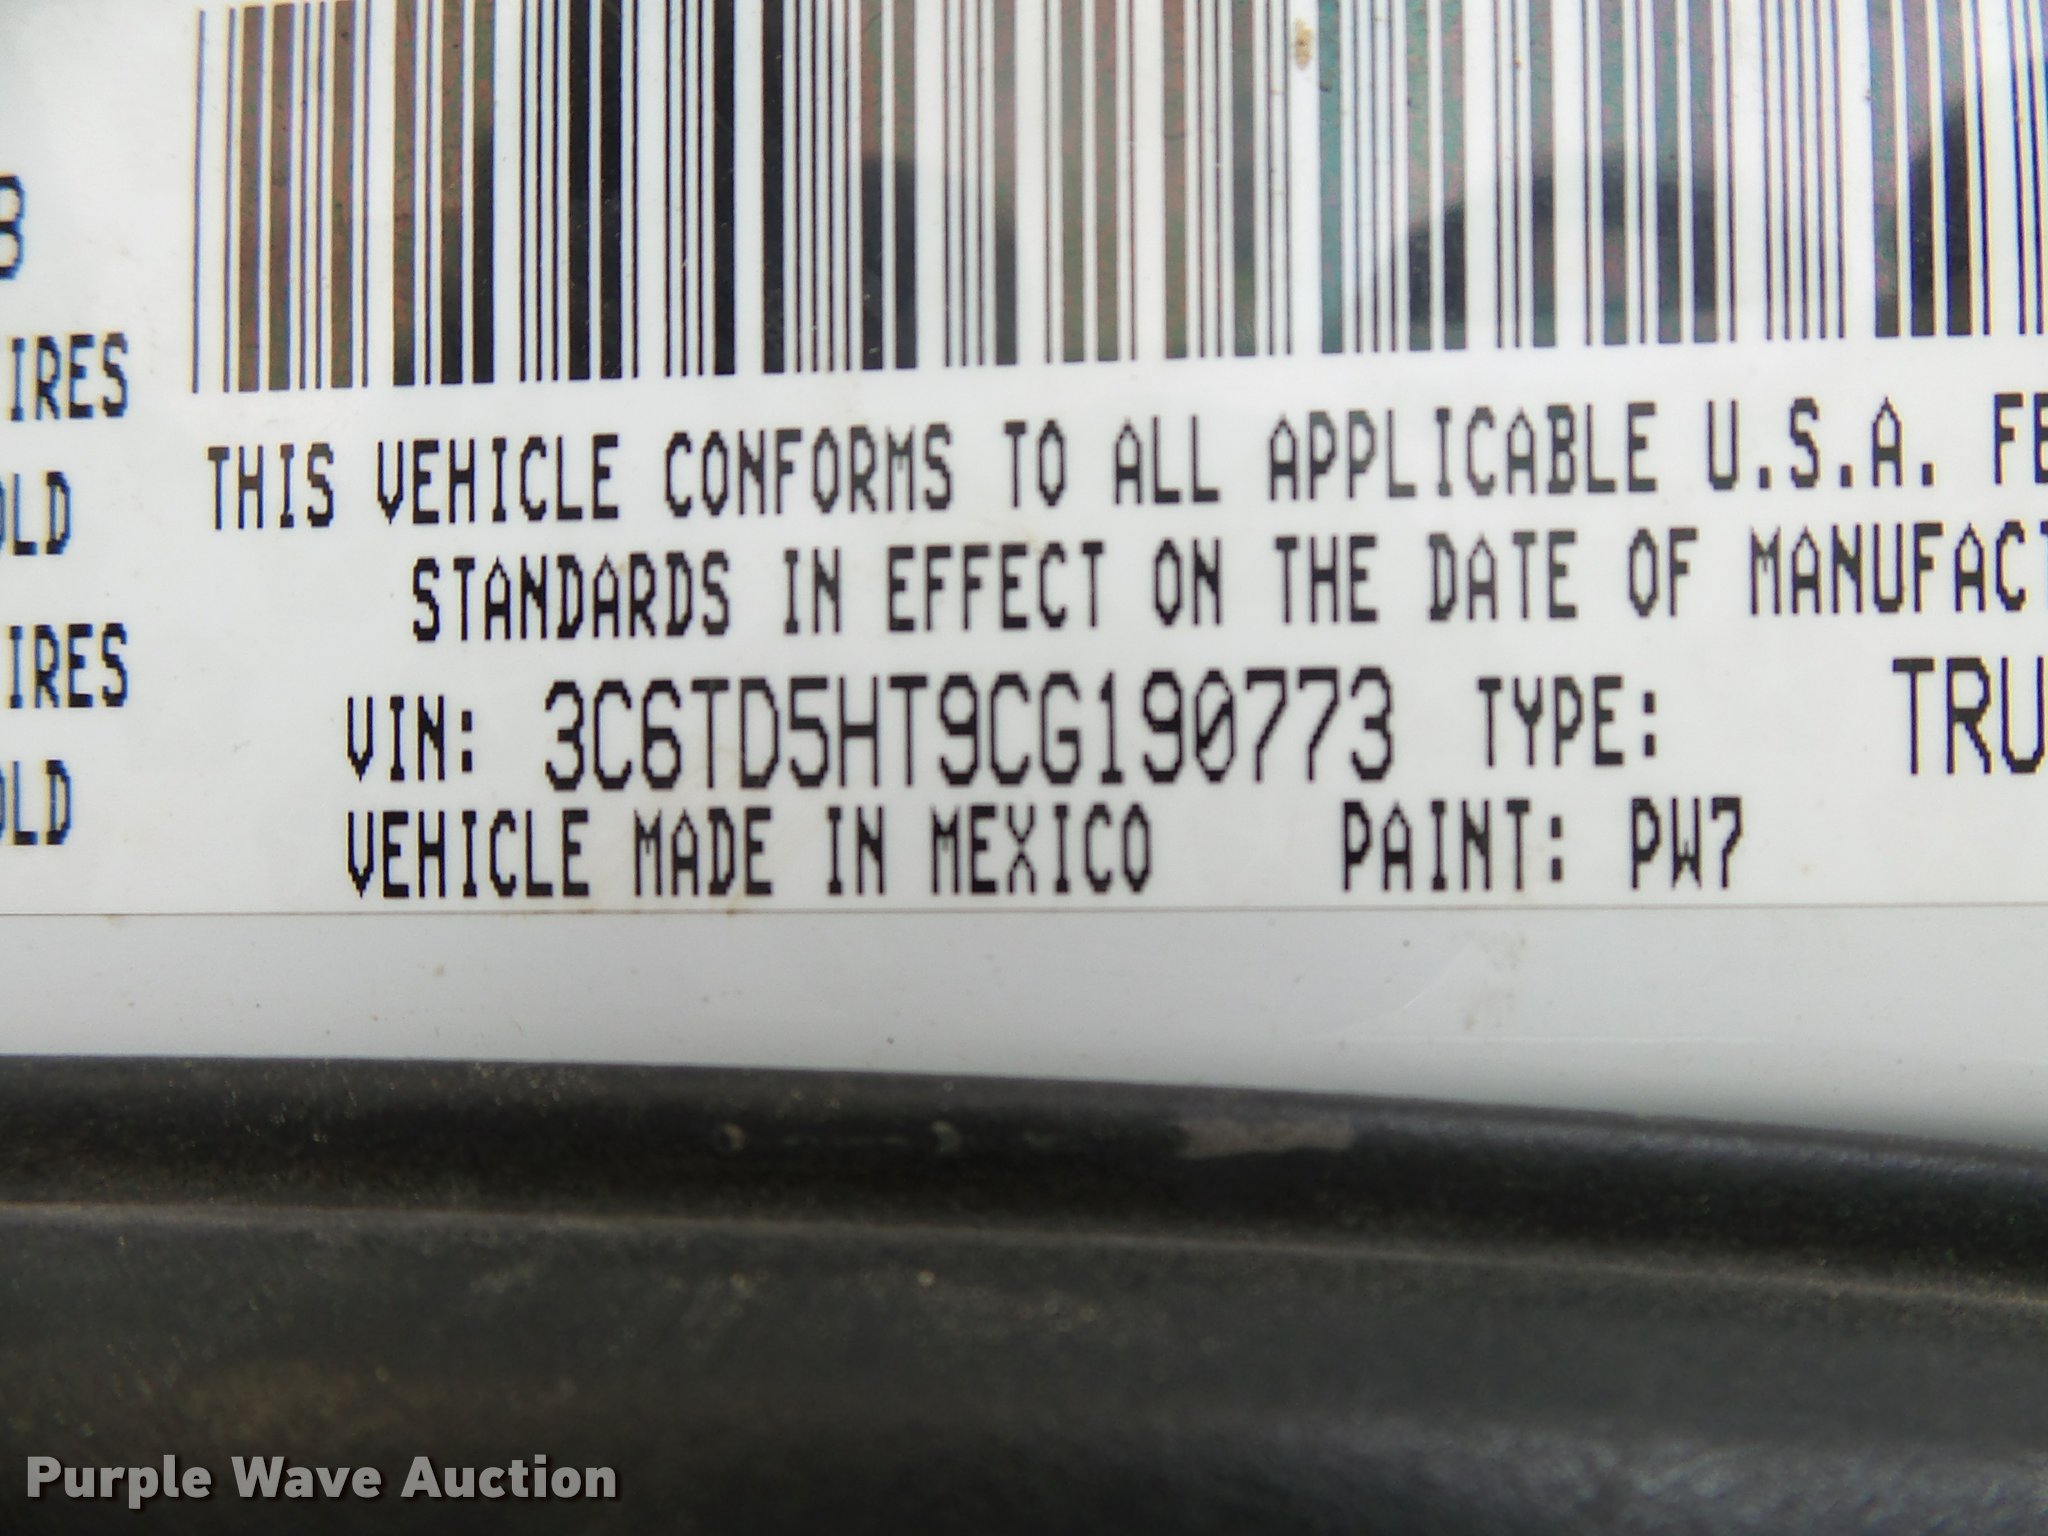 8
IRES
OLD
IRES
OLD
THIS VEHICLE CONFORMS TO ALL APPLICABLE U.S.A. FE
STANDARDS IN EFFECT ON THE DATE OF MANUFACT
VIN: 3C6TD5HT9CG190773 TYPE: TRU
VEHICLE MADE IN MEXICO PAINT: PW7
Purple Wave Auction